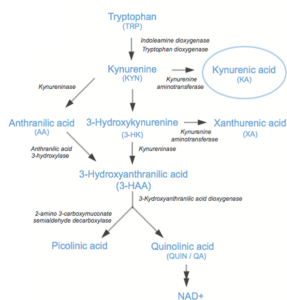 Tryptophan
(TRP)
Indoleamine dioxygenase
Tryptophan dioxygenase
Kynurenine
(KYN)
Kynurenine
aminotransferase
Kynurenic acid
(KA)
Kynureninase
Anthranilic acid
(AA)
3-Hydroxykynurenine
(3-HK)
Kynurenine
aminotransferase
Xanthurenic acid
(XA)
Anthranilic acid
3-hydroxylase
Kynureninase
3-Hydroxyanthranilic acid
(3-HAA)
3-Hydroxyanthranilic acid dioxygenase
2-amino 3-carboxymuconate
semialdehyde decarboxylase
Picolinic acid
Quinolinic acid
(QUIN / QA)
NAD+